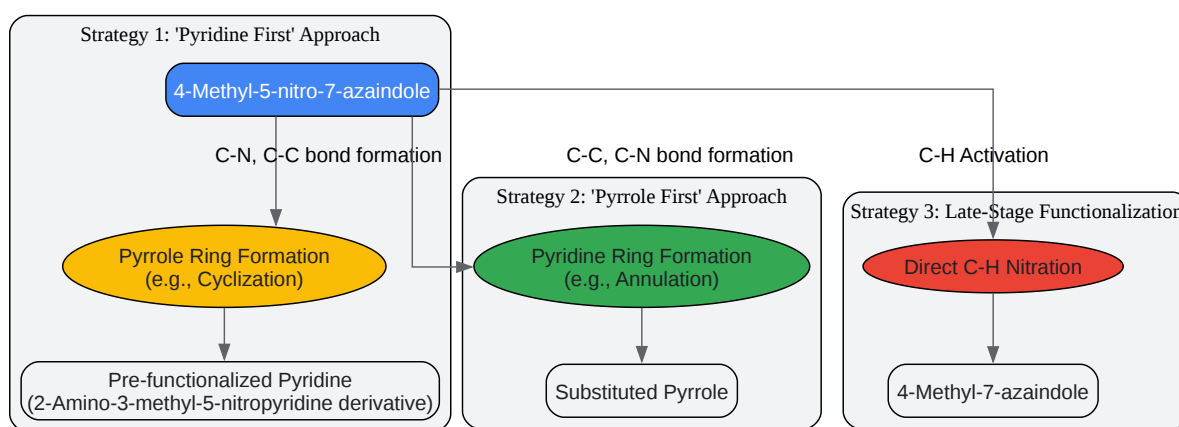 Strategy 1: 'Pyridine First' Approach
4-Methyl-5-nitro-7-azaindole
C-N, C-C bond formation
C-C, C-N bond formation
C-H Activation
Strategy 2: 'Pyrrole First' Approach
Strategy 3: Late-Stage Functionalization
Pyrrole Ring Formation
(e.g., Cyclization)
Pyridine Ring Formation
(e.g., Annulation)
Direct C-H Nitration
Pre-functionalized Pyridine
(2-Amino-3-methyl-5-nitropyridine derivative)
Substituted Pyrrole
4-Methyl-7-azaindole